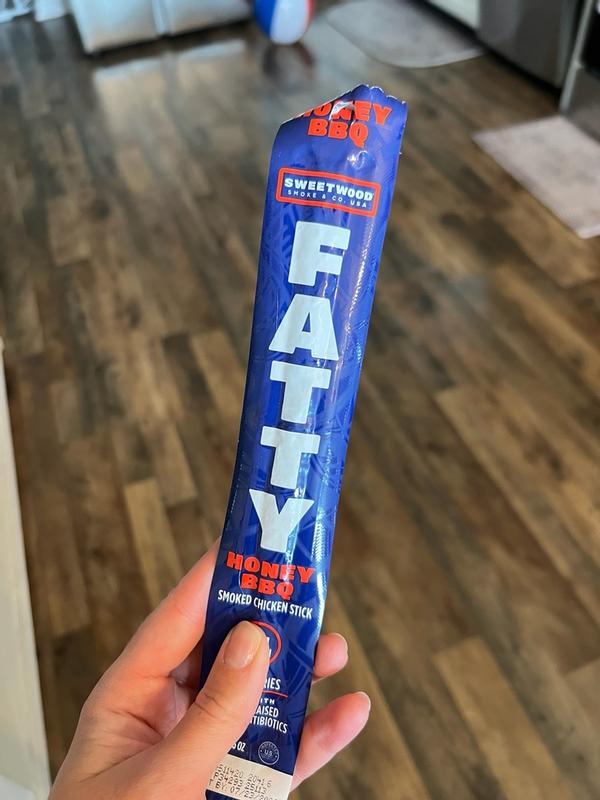 HONEY
BBQ
SWEETWOOD
SMOKE & CO. USA
FATTY
HONEY
BBQ
SMOKED CHICKEN STICK